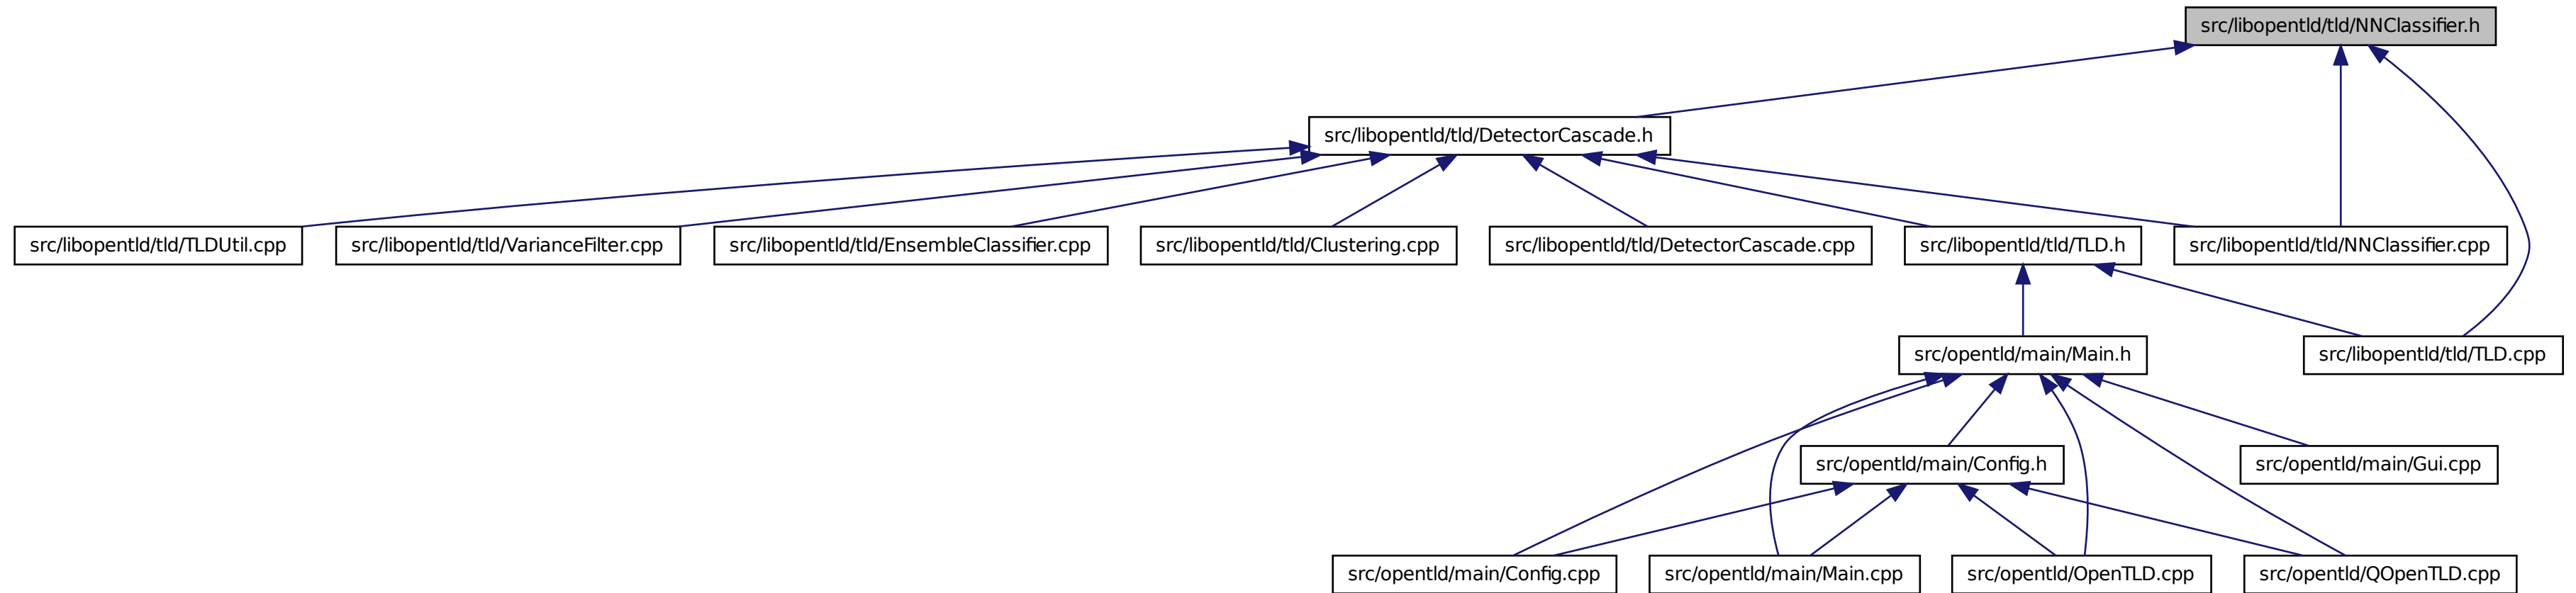 src/libopentld/tld/NNClassifier.h
src/libopentld/tld/DetectorCascade.h
src/libopentld/tld/TLDUtil.cpp
src/libopentld/tld/VarianceFilter.cpp
src/libopentld/tld/EnsembleClassifier.cpp
src/libopentld/tld/Clustering.cpp
src/libopentld/tld/DetectorCascade.cpp
src/libopentld/tld/TLD.h
src/libopentld/tld/NNClassifier.cpp
src/opentld/main/Main.h
src/libopentld/tld/TLD.cpp
src/opentld/main/Config.h
src/opentld/main/Gui.cpp
src/opentld/main/Config.cpp
src/opentld/main/Main.cpp
src/opentld/OpenTLD.cpp
src/opentld/QOpenTLD.cpp